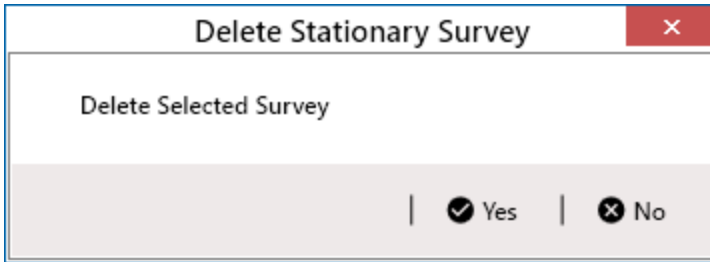 Delete Stationary Survey
Delete Selected Survey
| Yes | No